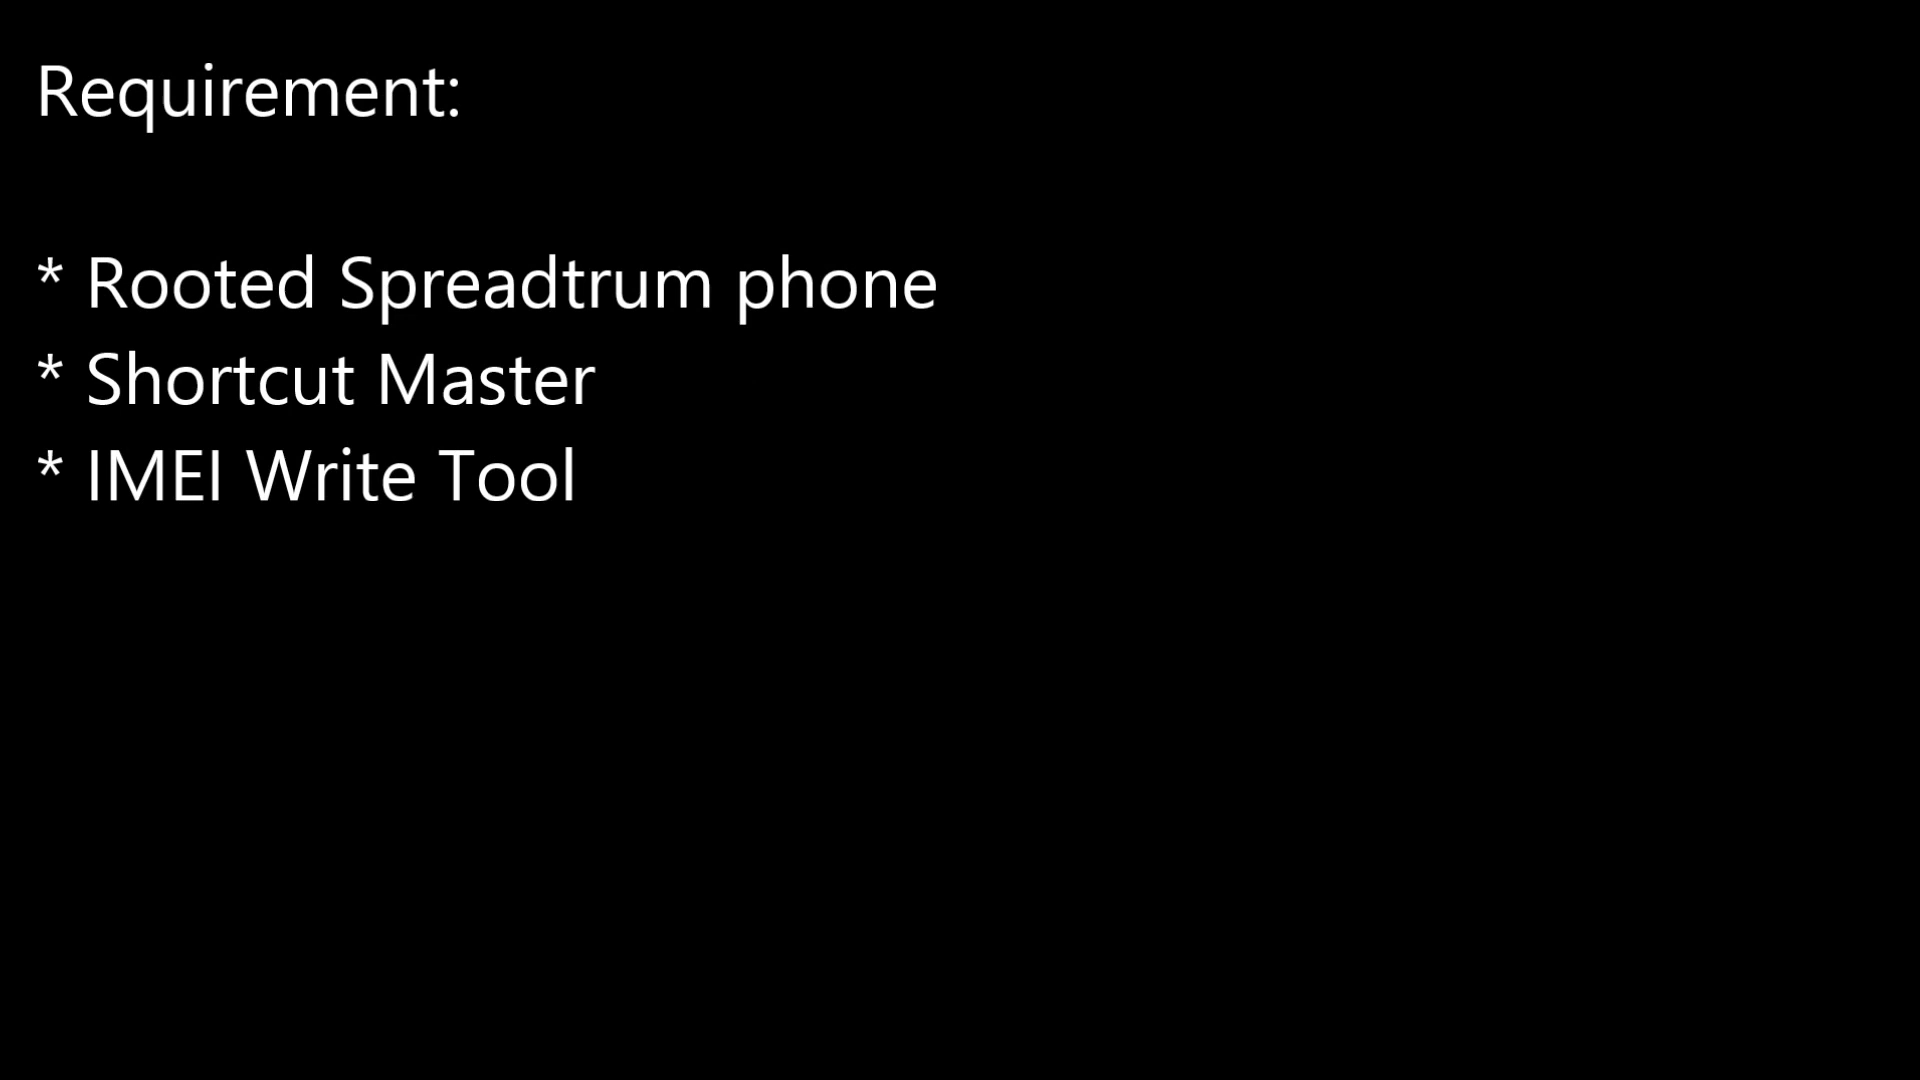 Requirement:
* Rooted Spreadtrum phone
* Shortcut Master
* IMEI Write Tool